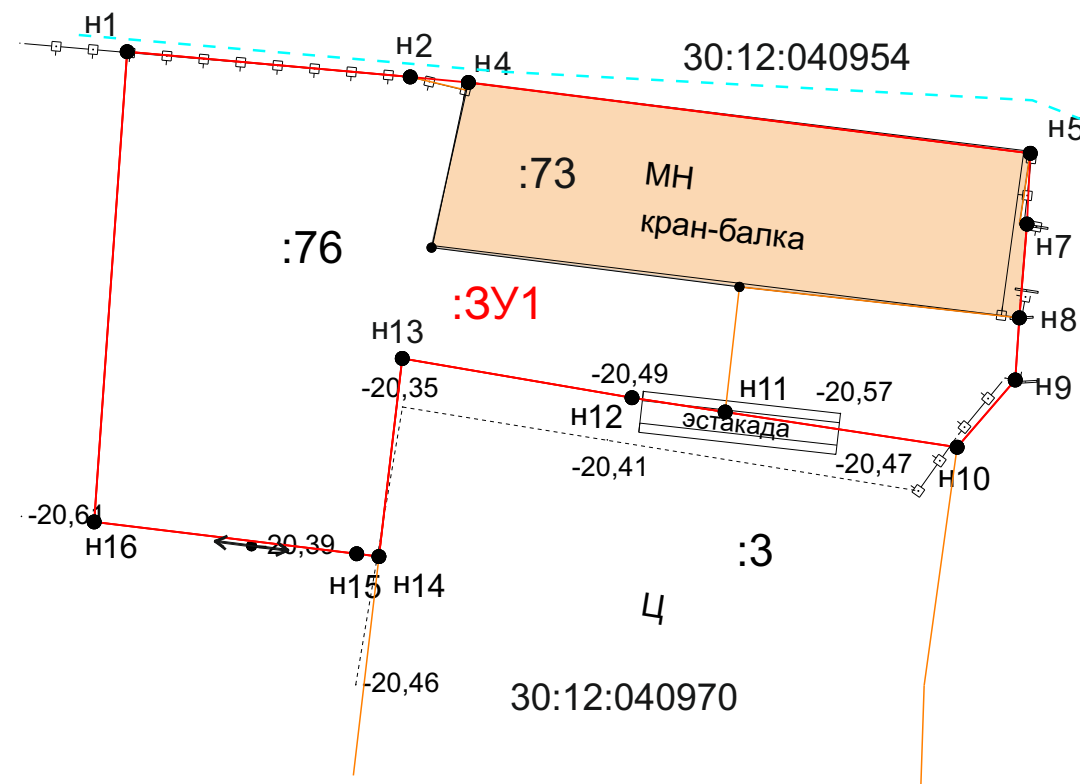 н1
н2
н4
30:12:040954
н5
:73
МН
кран-балка
:76
н7
:ЗУ1
н8
н13
-20,35
-20,49
н11
-20,57
н9
н12
эстакада
-20,41
-20,47
н10
-20,61
н16
-20,39
н15
н14
:3
Ц
-20,46
30:12:040970